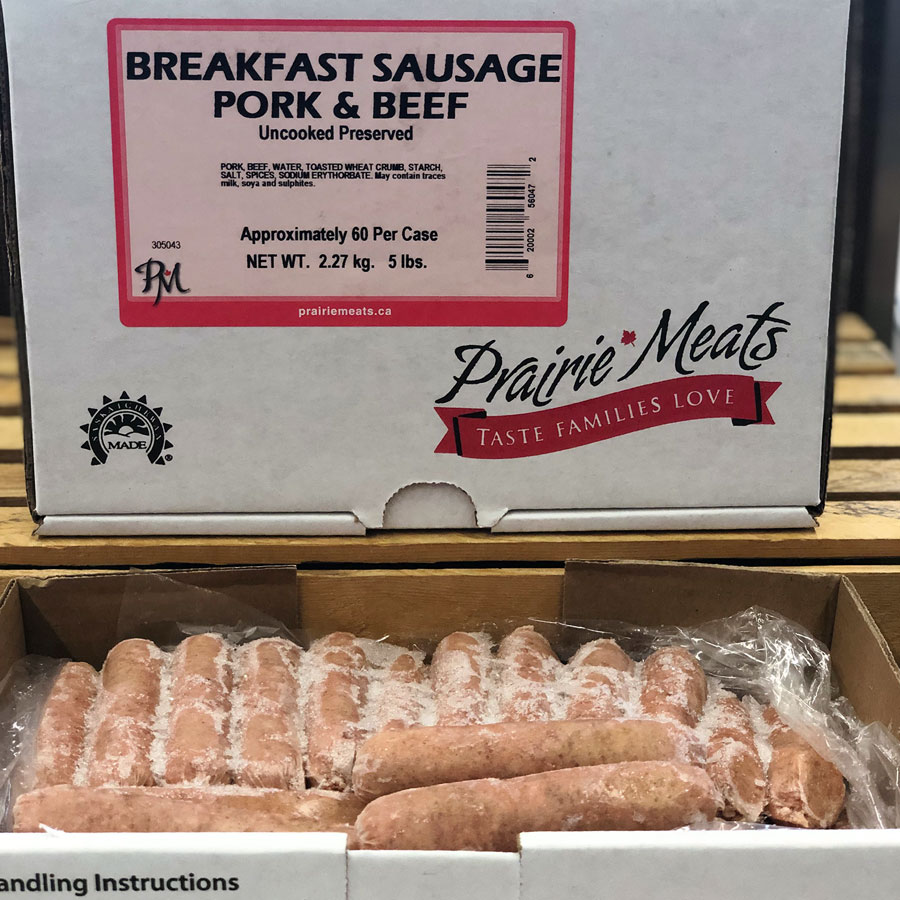 BREAKFAST SAUSAGE
PORK & BEEF
Uncooked Preserved
PORK, BEEF, WATER, TOASTED WHEAT CRUMB, STARCH,
SALT, SPICES, SODIUM ERYTHORBATE. May contain traces
milk, soya and sulphites.
6 20002 56047 2
305043
Approximately 60 Per Case
PM
NET WT. 2.27 kg. 5 lbs.
prairiemeats.ca
Prairie Meats
TASTE FAMILIES LOVE
SASKATCHEWAN
MADE
®
andling Instructions